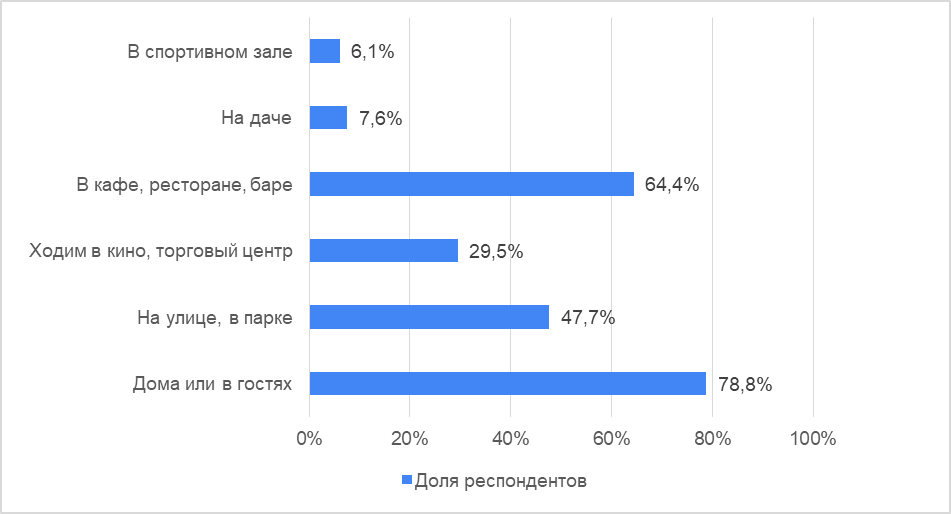 В спортивном зале
6,1%
На даче
7,6%
В кафе, ресторане, баре
64,4%
Ходим в кино, торговый центр
29,5%
На улице, в парке
47,7%
Дома или в гостях
78,8%
0% 20% 40% 60% 80% 100%
Доля респондентов